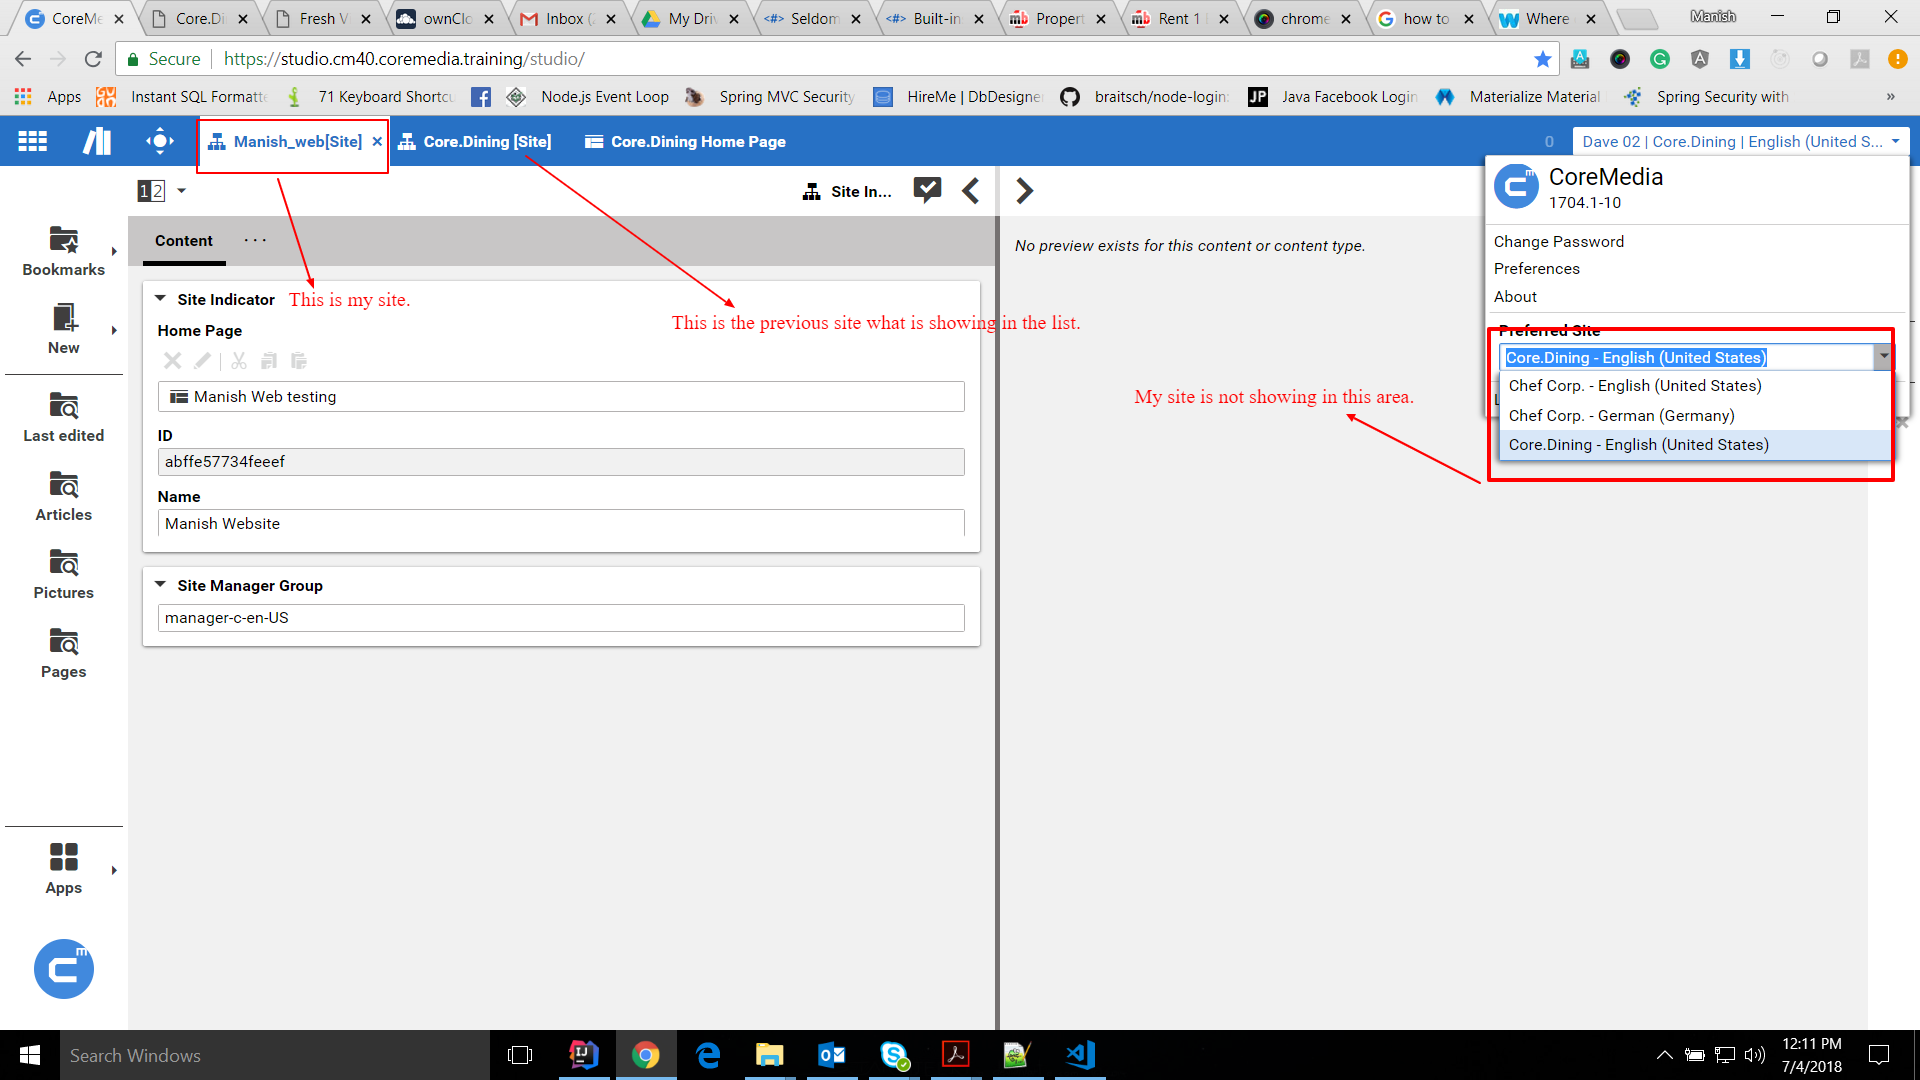 CoreMe
Core.Di
Fresh V
ownClo
Inbox (2
My Driv
Seldom
Built-in
Propert
Rent 1
chrome
how to
Where
Manish
Secure
https://studio.cm40.coremedia.training/studio/
Apps
Instant SQL Formatte
71 Keyboard Shortcu
Node.js Event Loop
Spring MVC Security
HireMe | DbDesigner
braitsch/node-login:
JP
Java Facebook Login
Materialize Material
Spring Security with
»
Manish_web[Site]
Core.Dining [Site]
Core.Dining Home Page
0
Dave 02 | Core.Dining | English (United S...
12
Site In...
CoreMedia
1704.1-10
Content
...
No preview exists for this content or content type.
Change Password
Preferences
About
Bookmarks
Site Indicator
This is my site.
This is the previous site what is showing in the list.
Home Page
Preferred Site
New
Core.Dining - English (United States)
Chef Corp. - English (United States)
Chef Corp. - German (Germany)
Core.Dining - English (United States)
My site is not showing in this area.
Manish Web testing
Last edited
ID
abffe57734feeef
Name
Manish Website
Articles
Site Manager Group
manager-c-en-US
Pictures
Pages
Apps
Search Windows
12:11 PM
7/4/2018